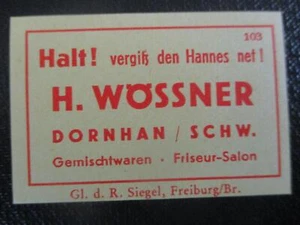 103
Halt! vergiß den Hannes net!
H. WÖSSNER
DORNHAN / SCHW.
Gemischtwaren · Friseur-Salon
Gl. d. R. Siegel, Freiburg/Br.